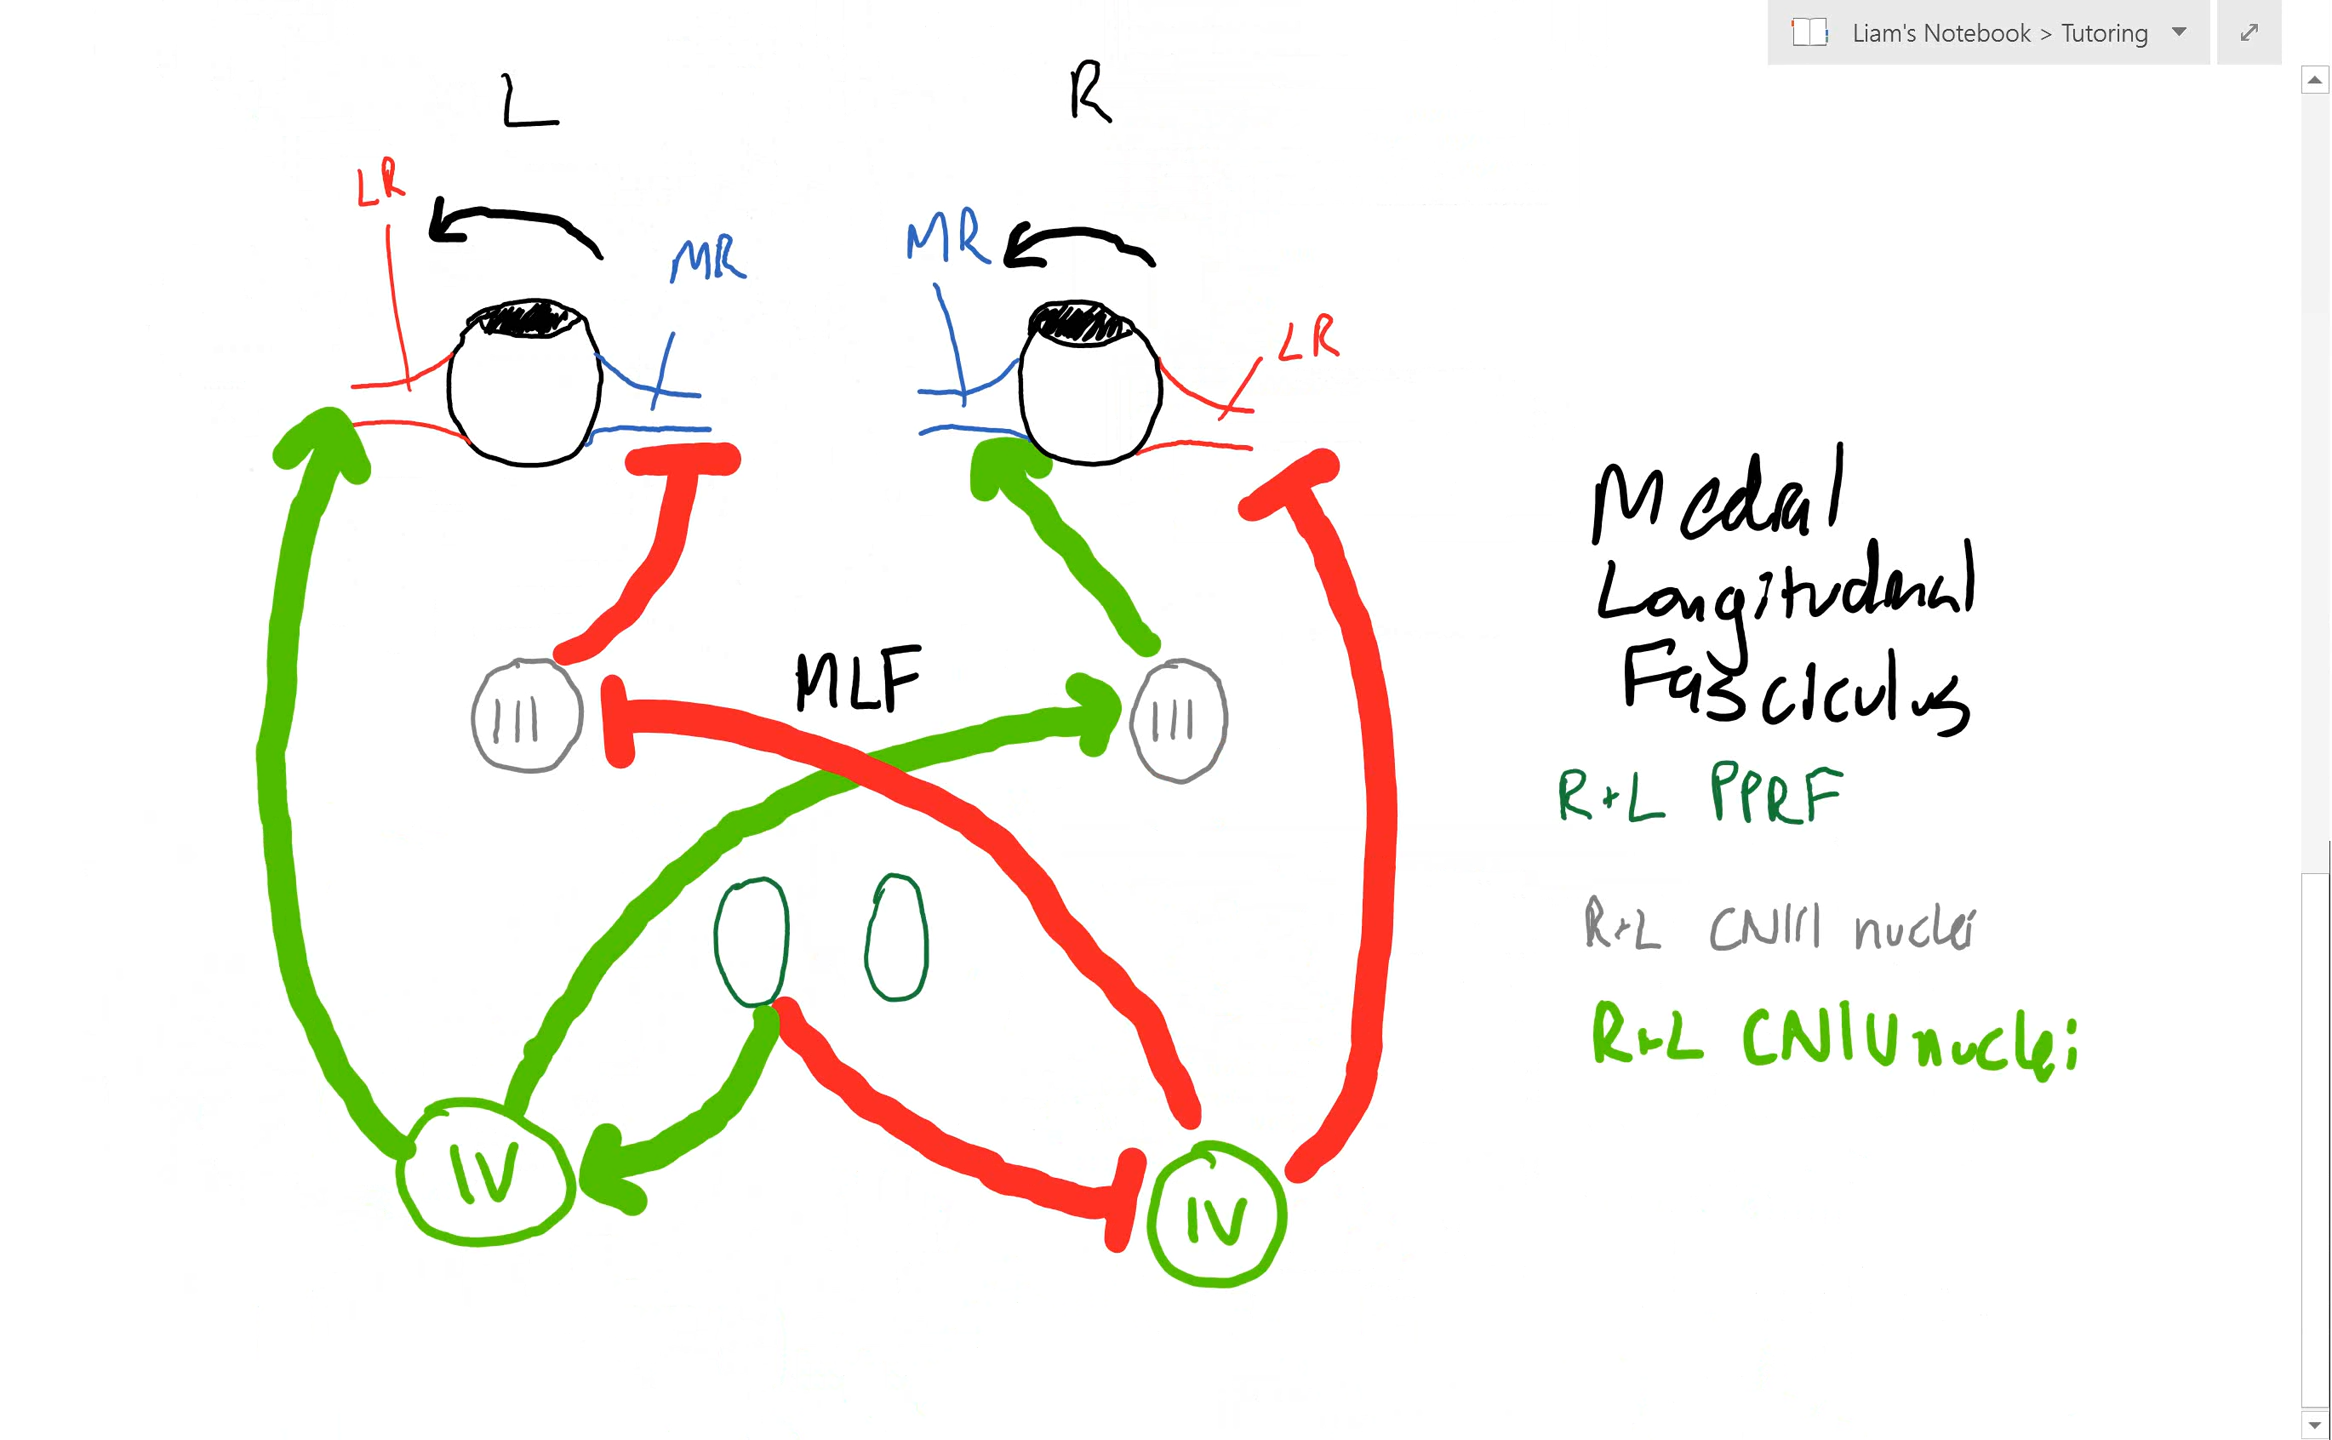 Liam's Notebook > Tutoring
L
R
LR
MR
MR
LR
Medial
Longitudinal
Fasciculus
MLF
III
III
R+L PPRF
R+L CNIII nuclei
R+L CNIV nuclei
IV
IV